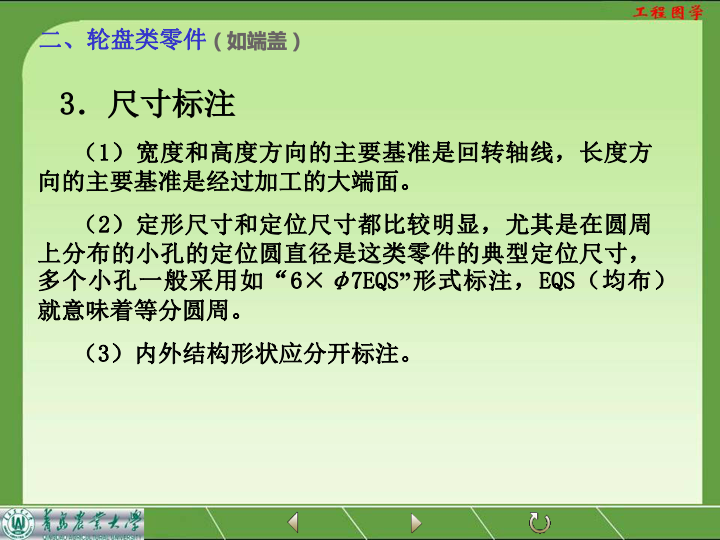 工程图学
二、轮盘类零件（如端盖）
3．尺寸标注
（1）宽度和高度方向的主要基准是回转轴线，长度方
向的主要基准是经过加工的大端面。
（2）定形尺寸和定位尺寸都比较明显，尤其是在圆周
上分布的小孔的定位圆直径是这类零件的典型定位尺寸，
多个小孔一般采用如“6×φ7EQS”形式标注，EQS（均布）
就意味着等分圆周。
（3）内外结构形状应分开标注。
青岛农业大学
QINGDAO AGRICULTURAL UNIVERSITY